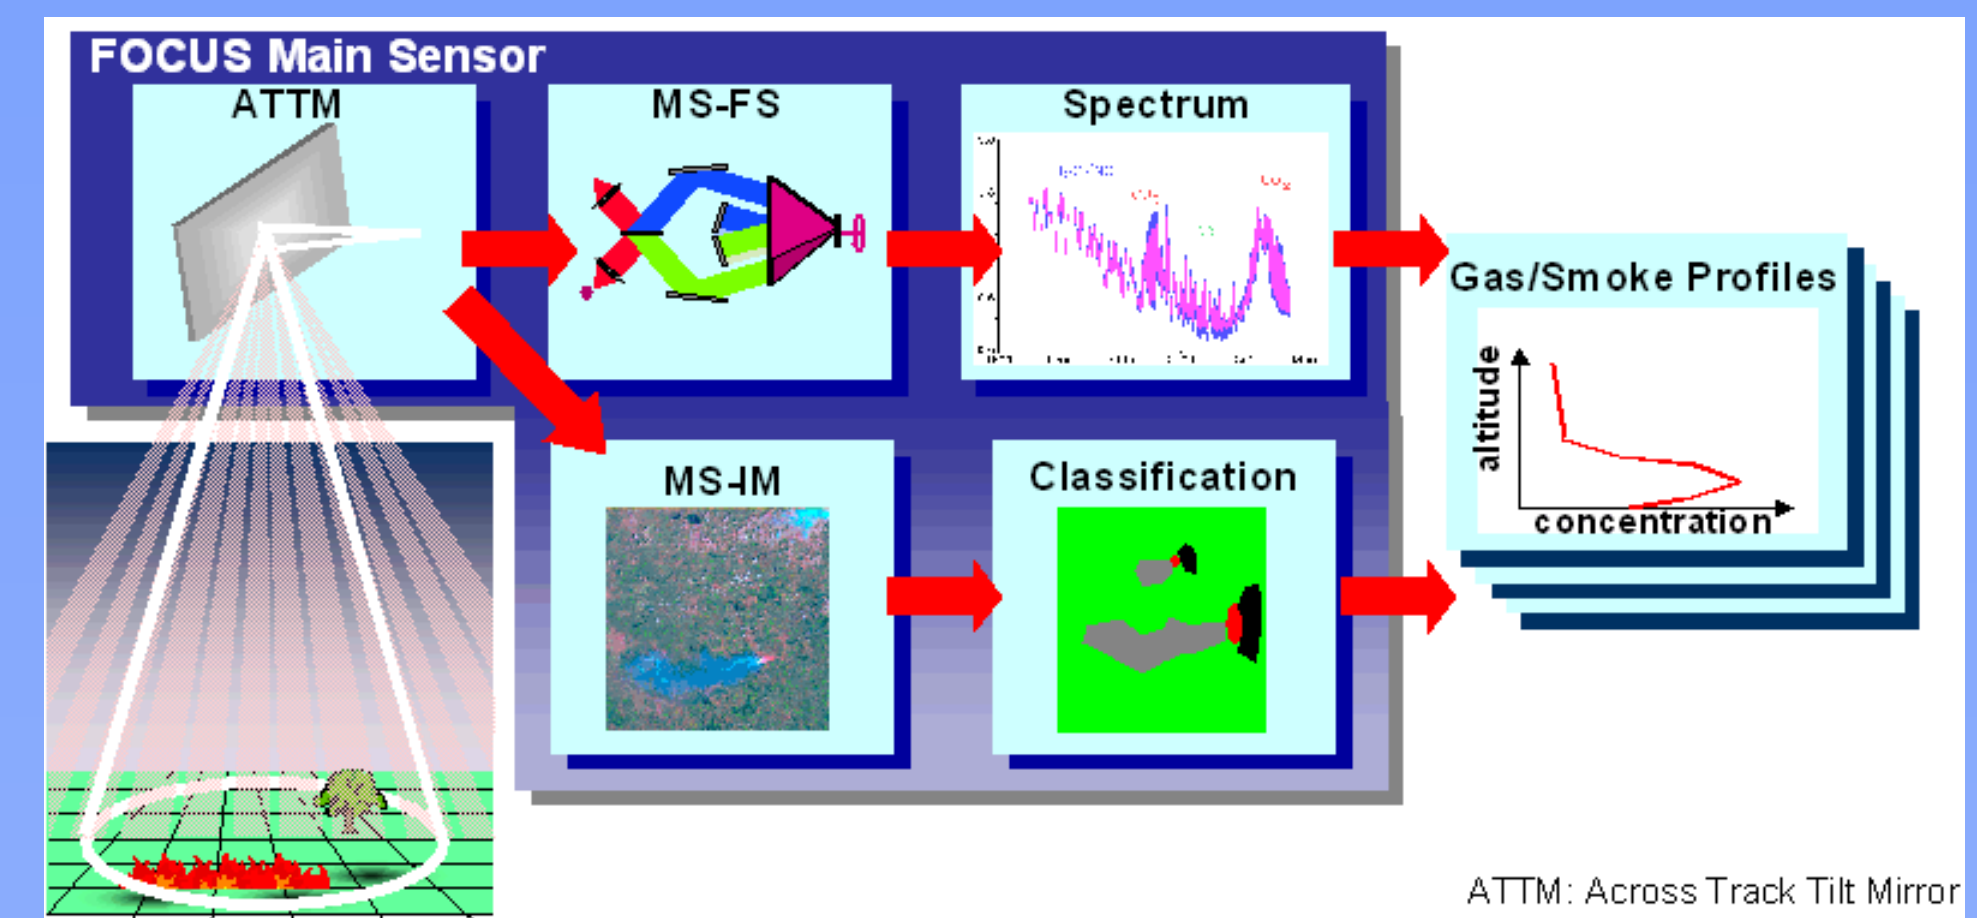 FOCUS Main Sensor
ATTM
MS-FS
Spectrum
Gas/Smoke Profiles
altitude
concentration
MS-IM
Classification
ATTM: Across Track Tilt Mirror